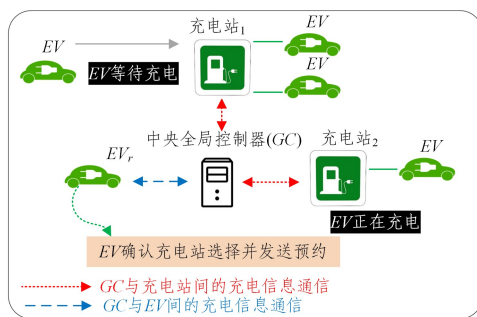 充电站1
EV
EV
EV
EV等待充电
中央全局控制器(GC)
充电站2
EVr
EV
EV正在充电
EV确认充电站选择并发送预约
GC与充电站间的充电信息通信
GC与EV间的充电信息通信